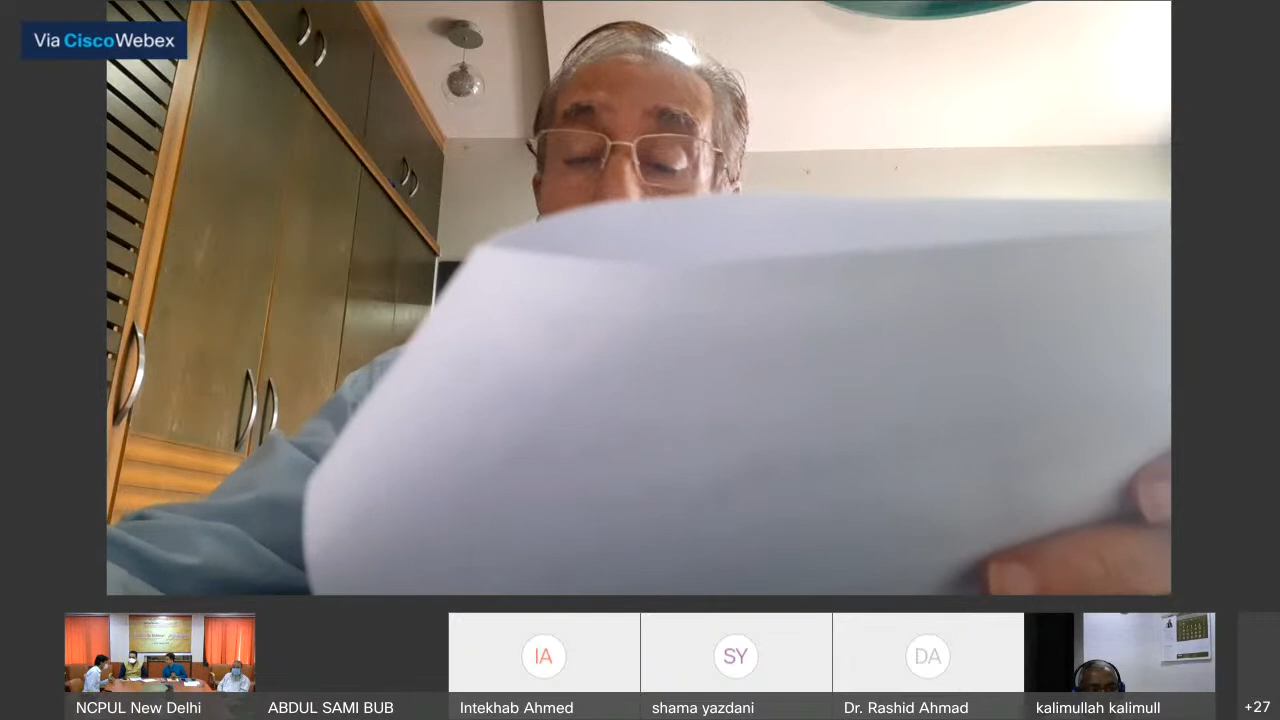 Via CiscoWebex
IA
SY
DA
NCPUL New Delhi
ABDUL SAMI BUB
Intekhab Ahmed
shama yazdani
Dr. Rashid Ahmad
kalimullah kalimull
+27